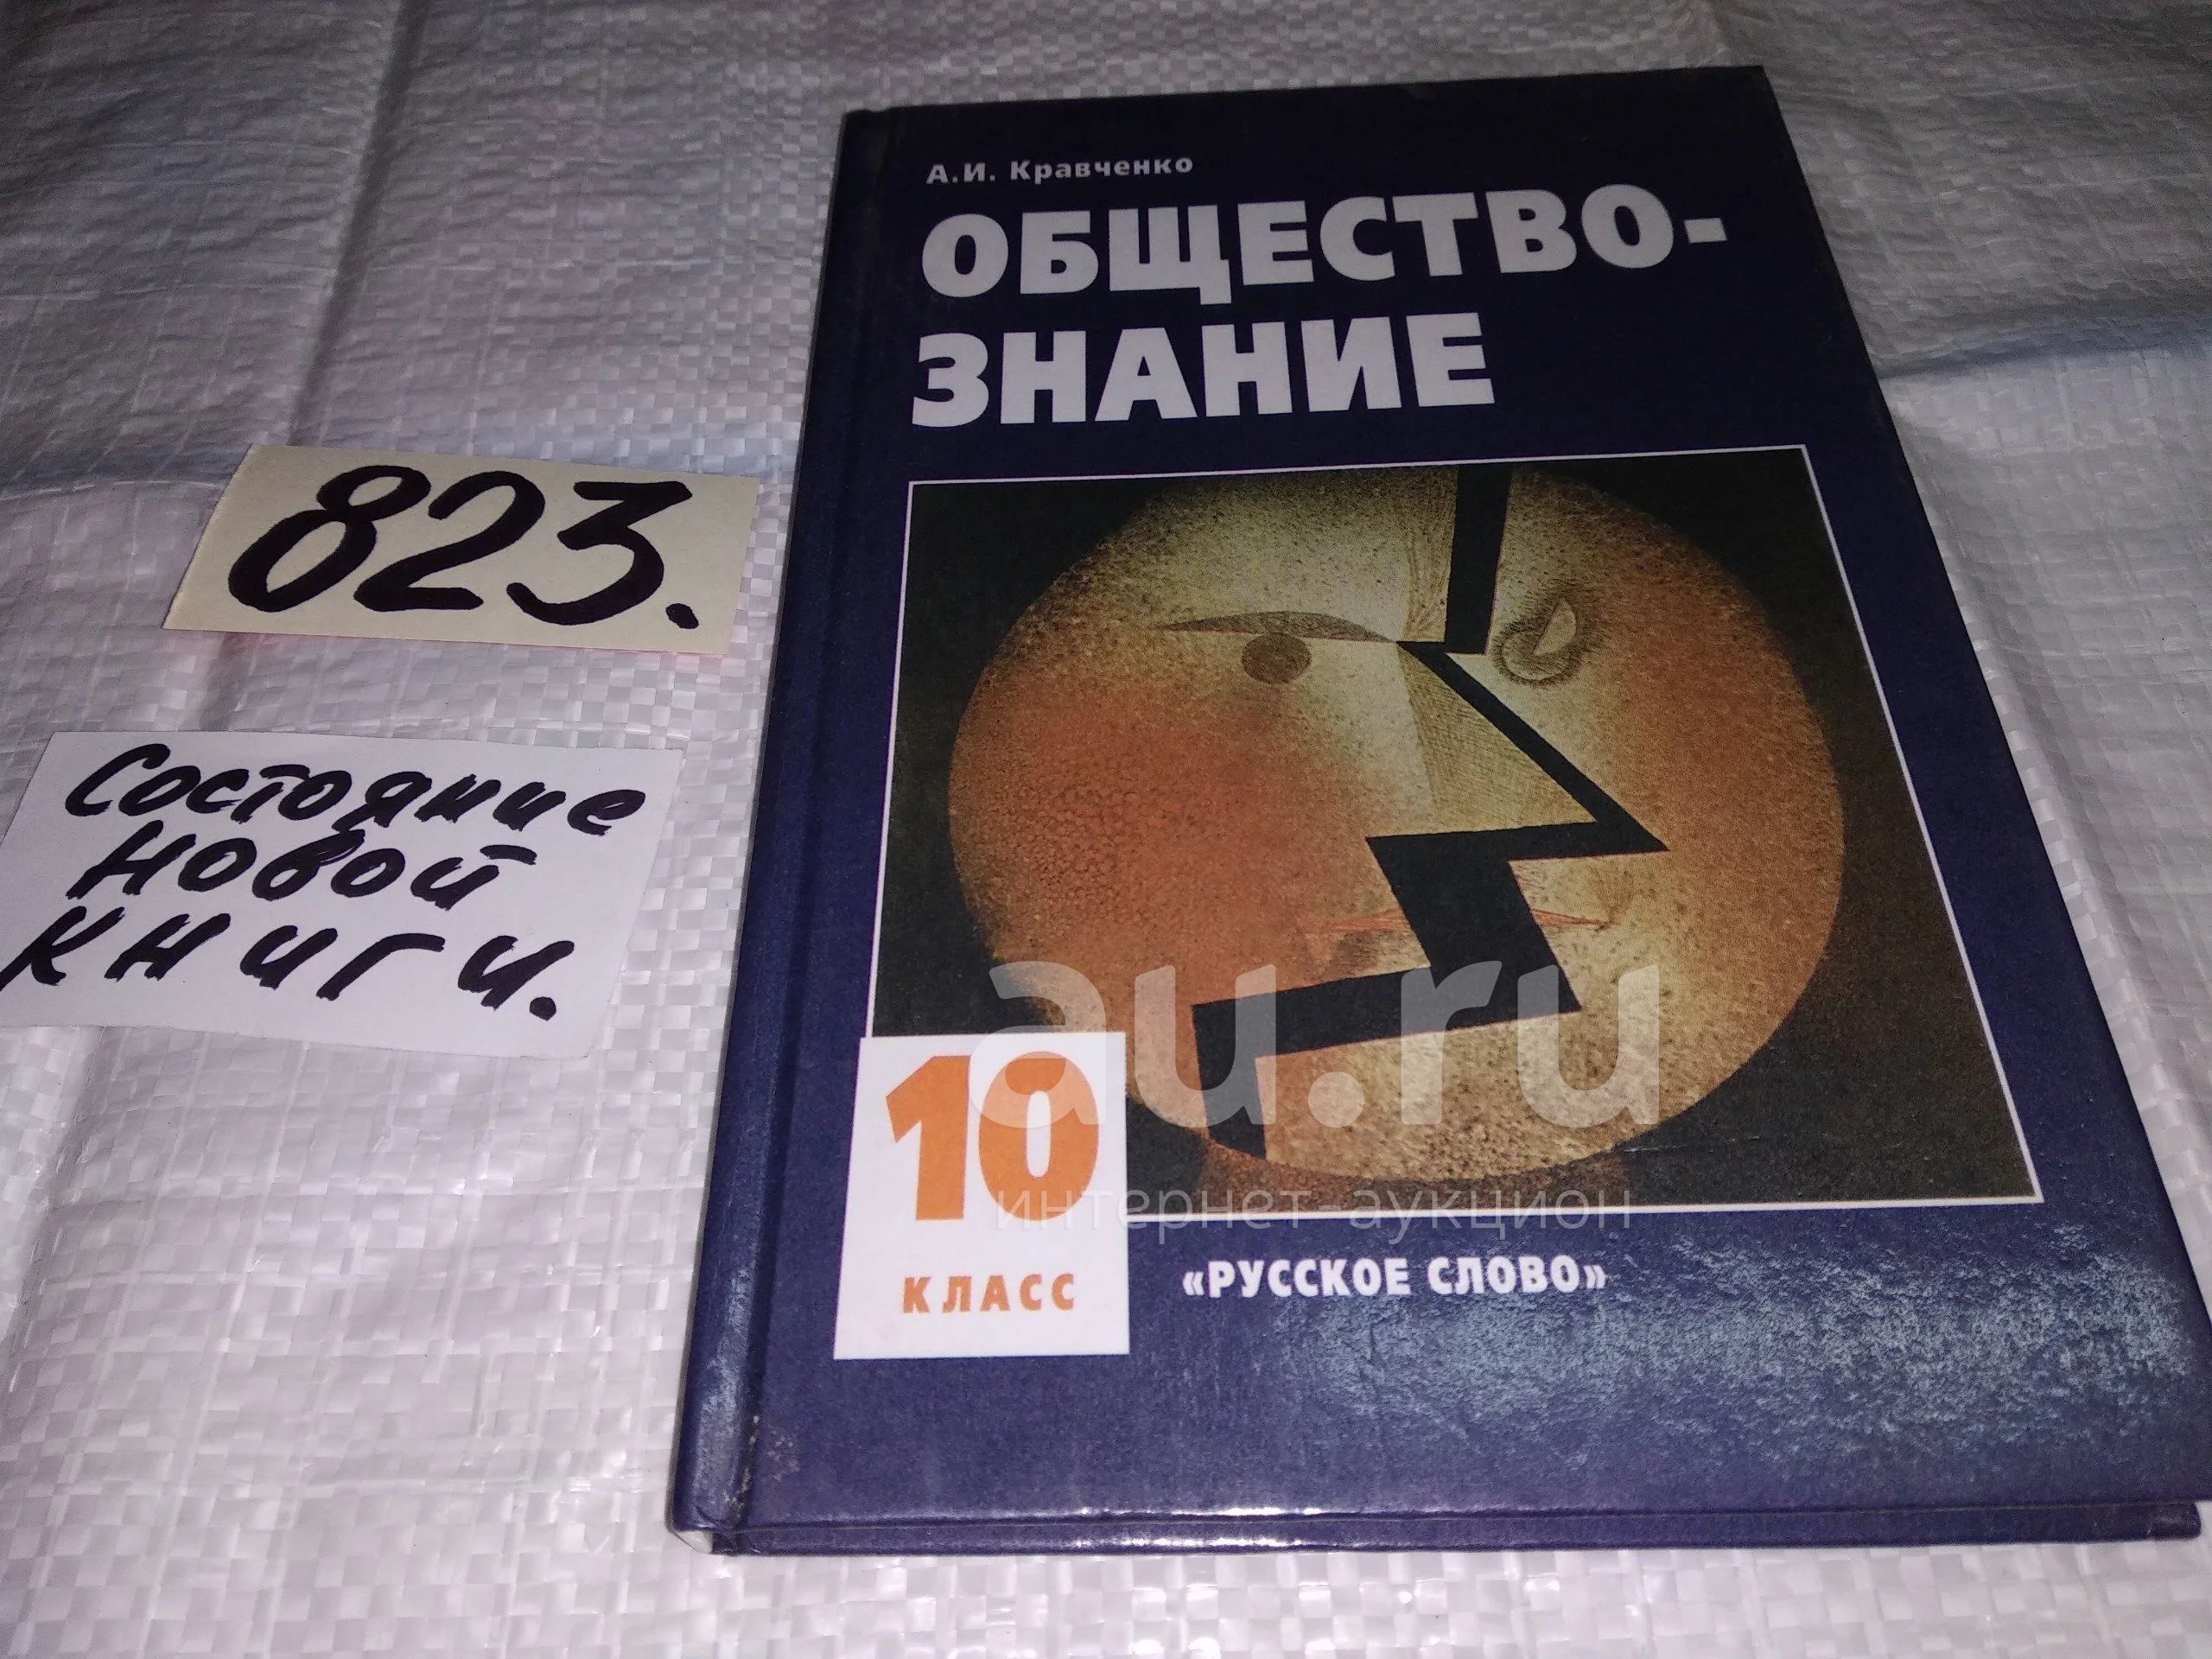 А.И. Кравченко
ОБЩЕСТВО-
ЗНАНИЕ
823.
Состояние
новой
книги.
au.ru
интернет-аукцион
10
КЛАСС
«РУССКОЕ СЛОВО»